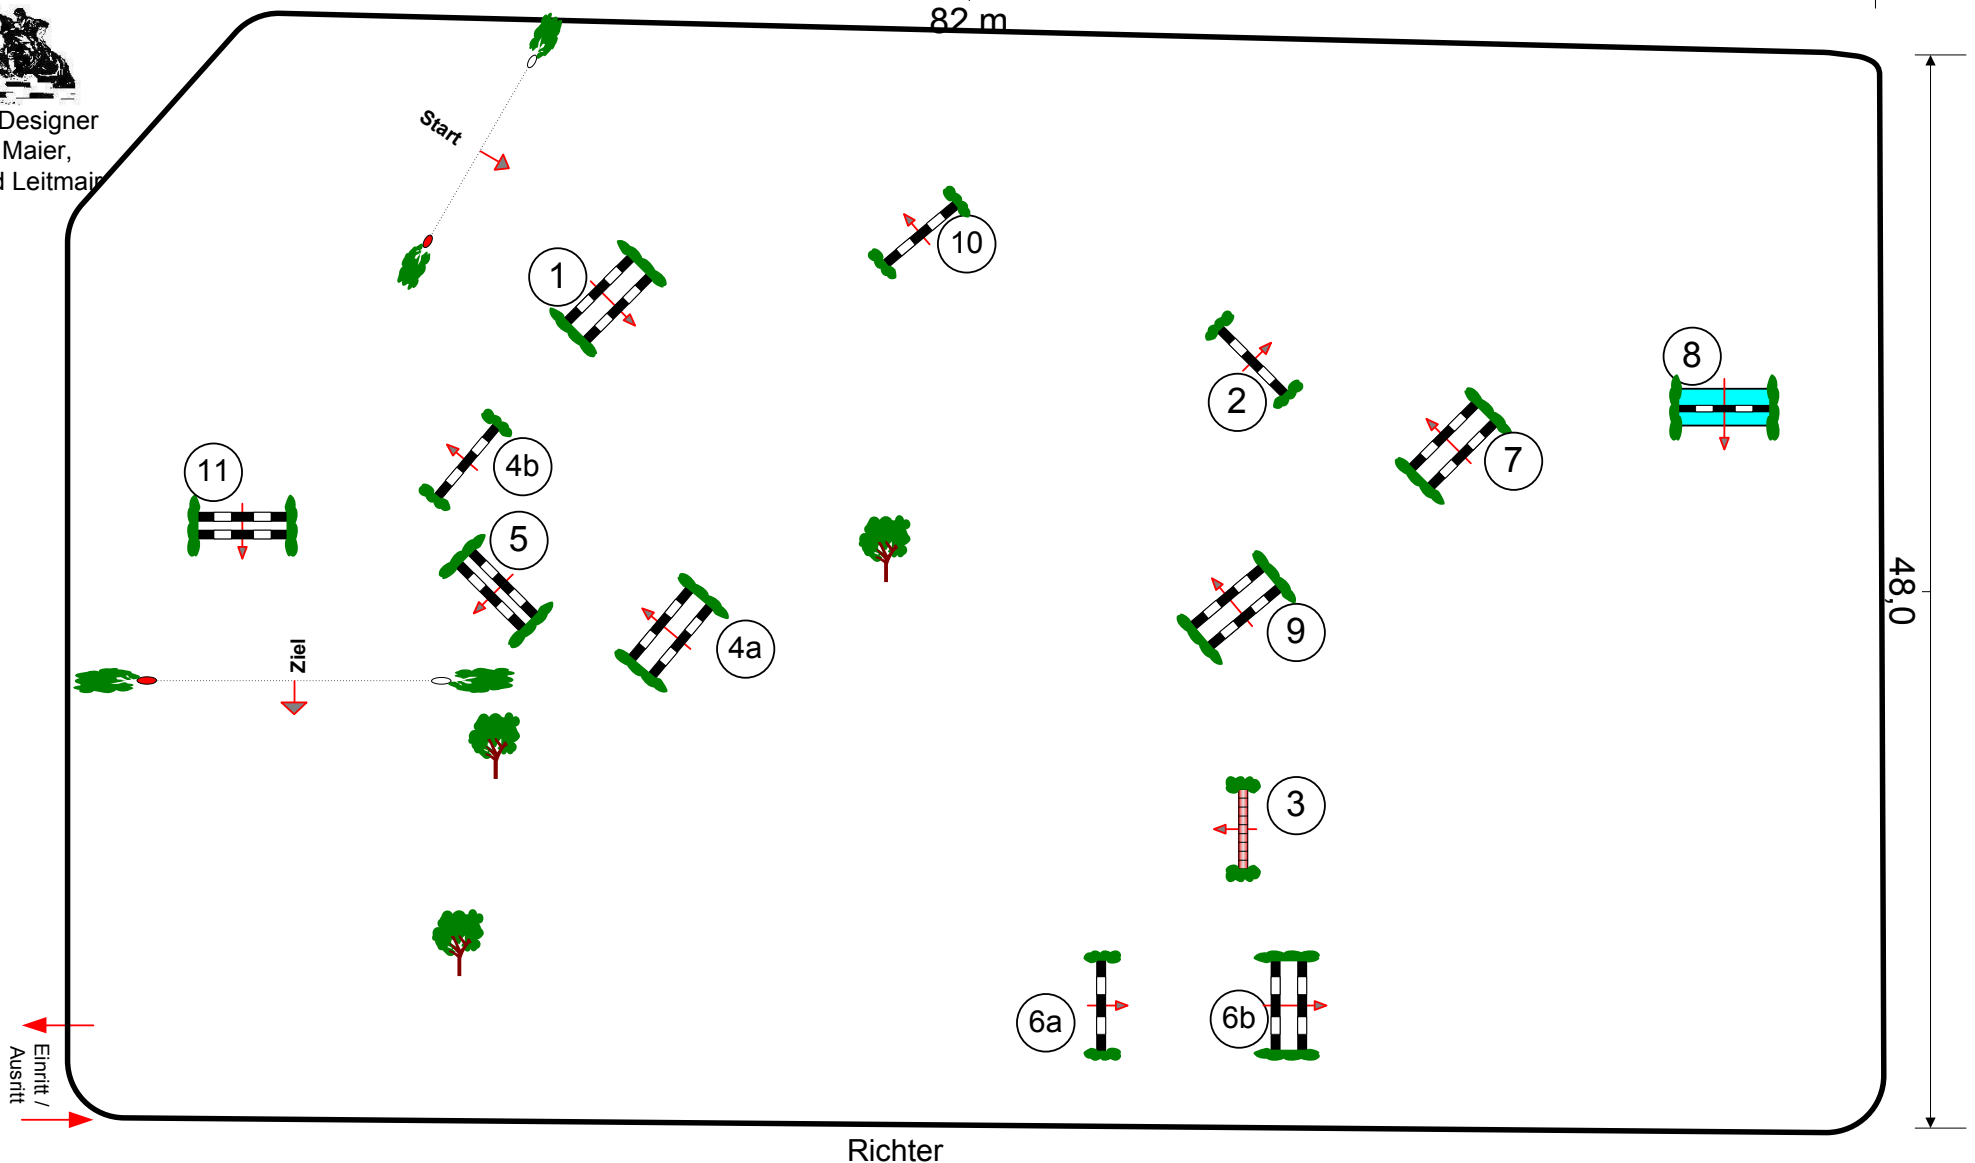 82 m
Designer
Maier,
d Leitmair
Start
10
1
2
8
11
4b
7
5
4a
9
48,0
Ziel
3
6a
6b
Einritt /
Ausritt
Richter